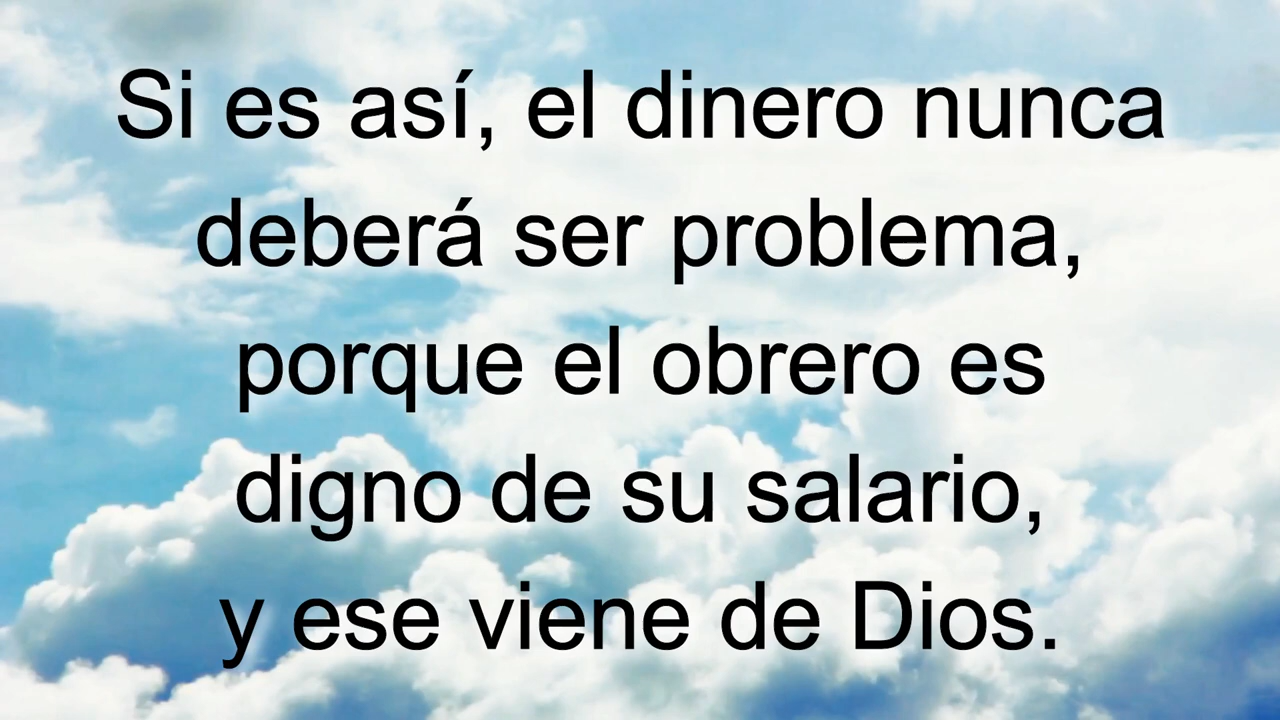 Si es así, el dinero nunca
deberá ser problema,
porque el obrero es
digno de su salario,
y ese viene de Dios.